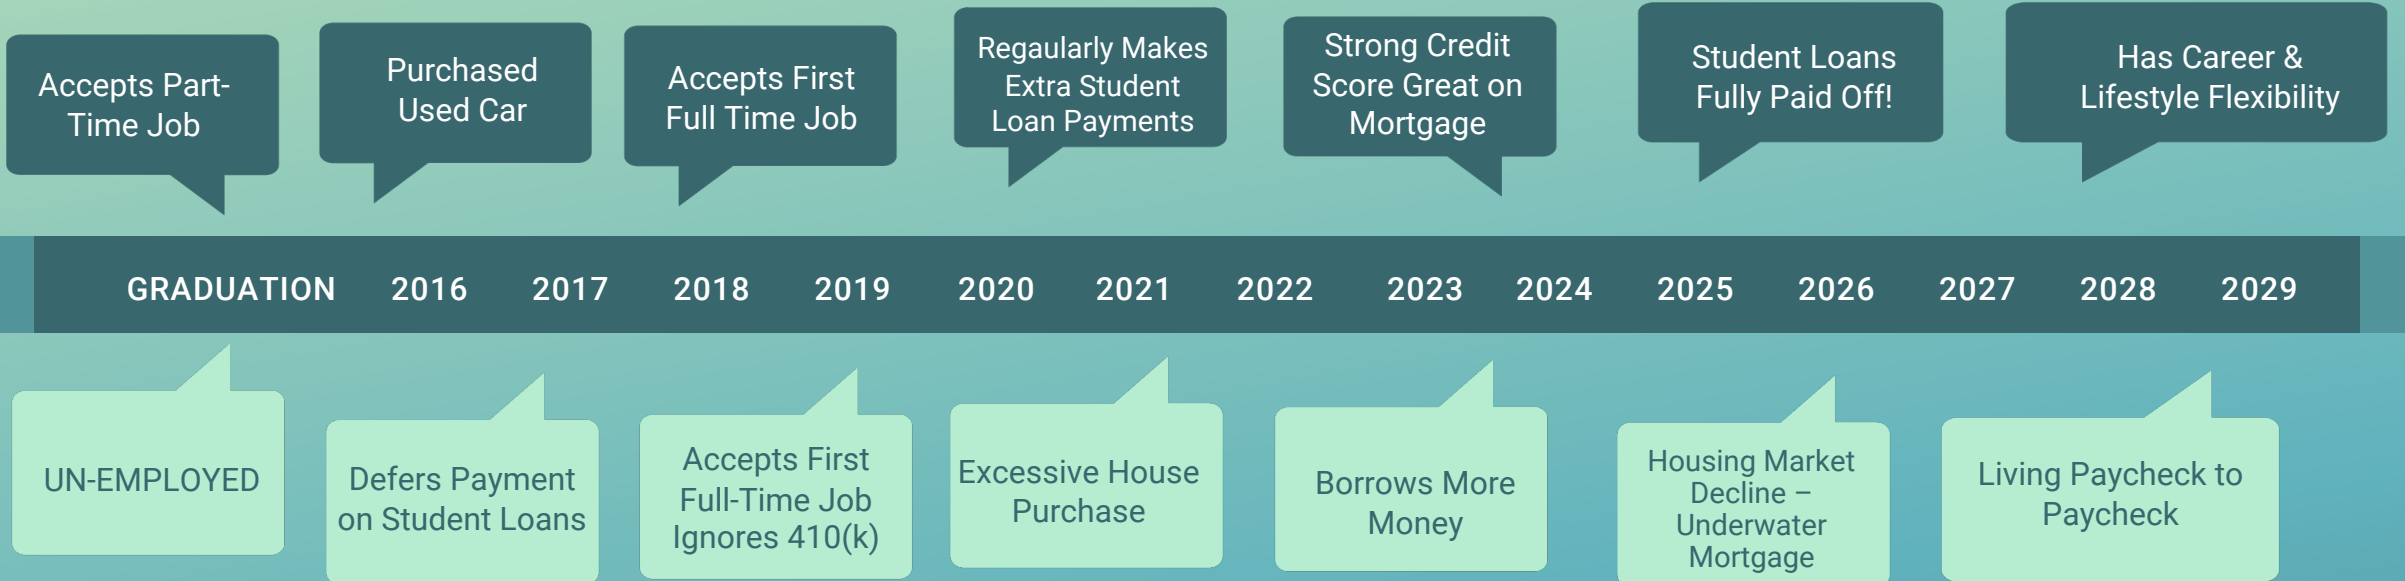 Accepts Part-
Time Job
Purchased
Used Car
Accepts First
Full Time Job
Regaularly Makes
Extra Student
Loan Payments
Strong Credit
Score Great on
Mortgage
Student Loans
Fully Paid Off!
Has Career &
Lifestyle Flexibility
GRADUATION 2016 2017 2018 2019 2020 2021 2022 2023 2024 2025 2026 2027 2028 2029
UN-EMPLOYED
Defers Payment
on Student Loans
Accepts First
Full-Time Job
Ignores 410(k)
Excessive House
Purchase
Borrows More
Money
Housing Market
Decline –
Underwater
Mortgage
Living Paycheck to
Paycheck